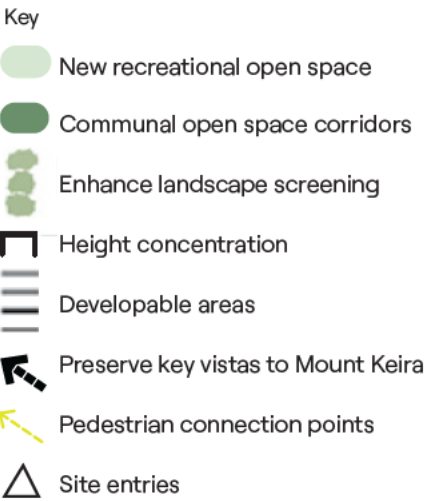 Key
New recreational open space
Communal open space corridors
Enhance landscape screening
Height concentration
Developable areas
Preserve key vistas to Mount Keira
Pedestrian connection points
Site entries